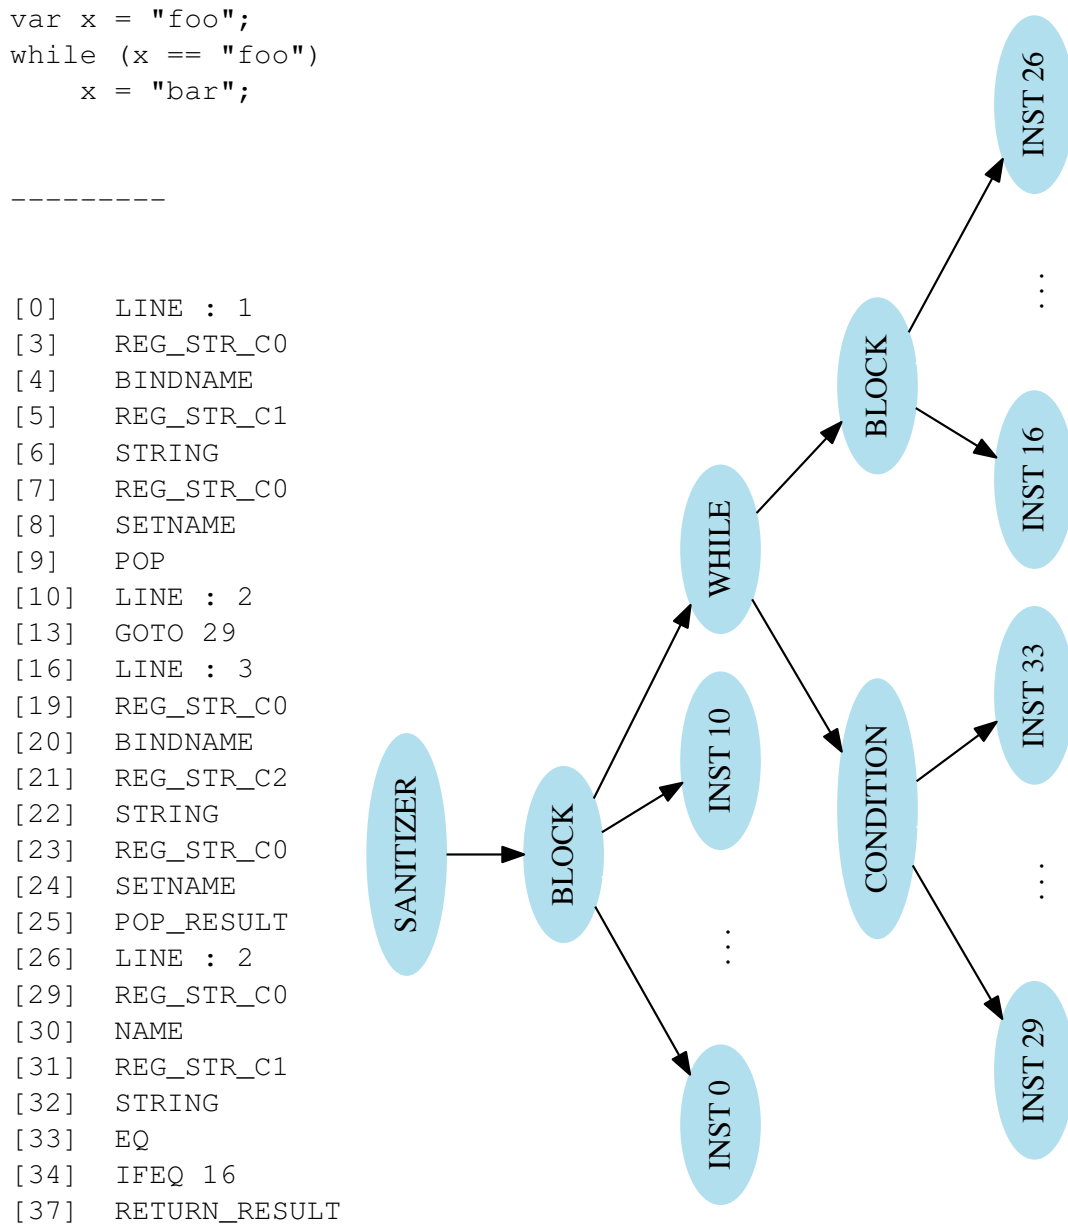 var x = "foo";
while (x == "foo")
    x = "bar";
---------
[0]   LINE : 1
[3]   REG_STR_C0
[4]   BINDNAME
[5]   REG_STR_C1
[6]   STRING
[7]   REG_STR_C0
[8]   SETNAME
[9]   POP
[10]  LINE : 2
[13]  GOTO 29
[16]  LINE : 3
[19]  REG_STR_C0
[20]  BINDNAME
[21]  REG_STR_C2
[22]  STRING
[23]  REG_STR_C0
[24]  SETNAME
[25]  POP_RESULT
[26]  LINE : 2
[29]  REG_STR_C0
[30]  NAME
[31]  REG_STR_C1
[32]  STRING
[33]  EQ
[34]  IFEQ 16
[37]  RETURN_RESULT
SANITIZER
BLOCK
INST 0
...
INST 10
WHILE
CONDITION
BLOCK
INST 29
...
INST 33
INST 16
...
INST 26